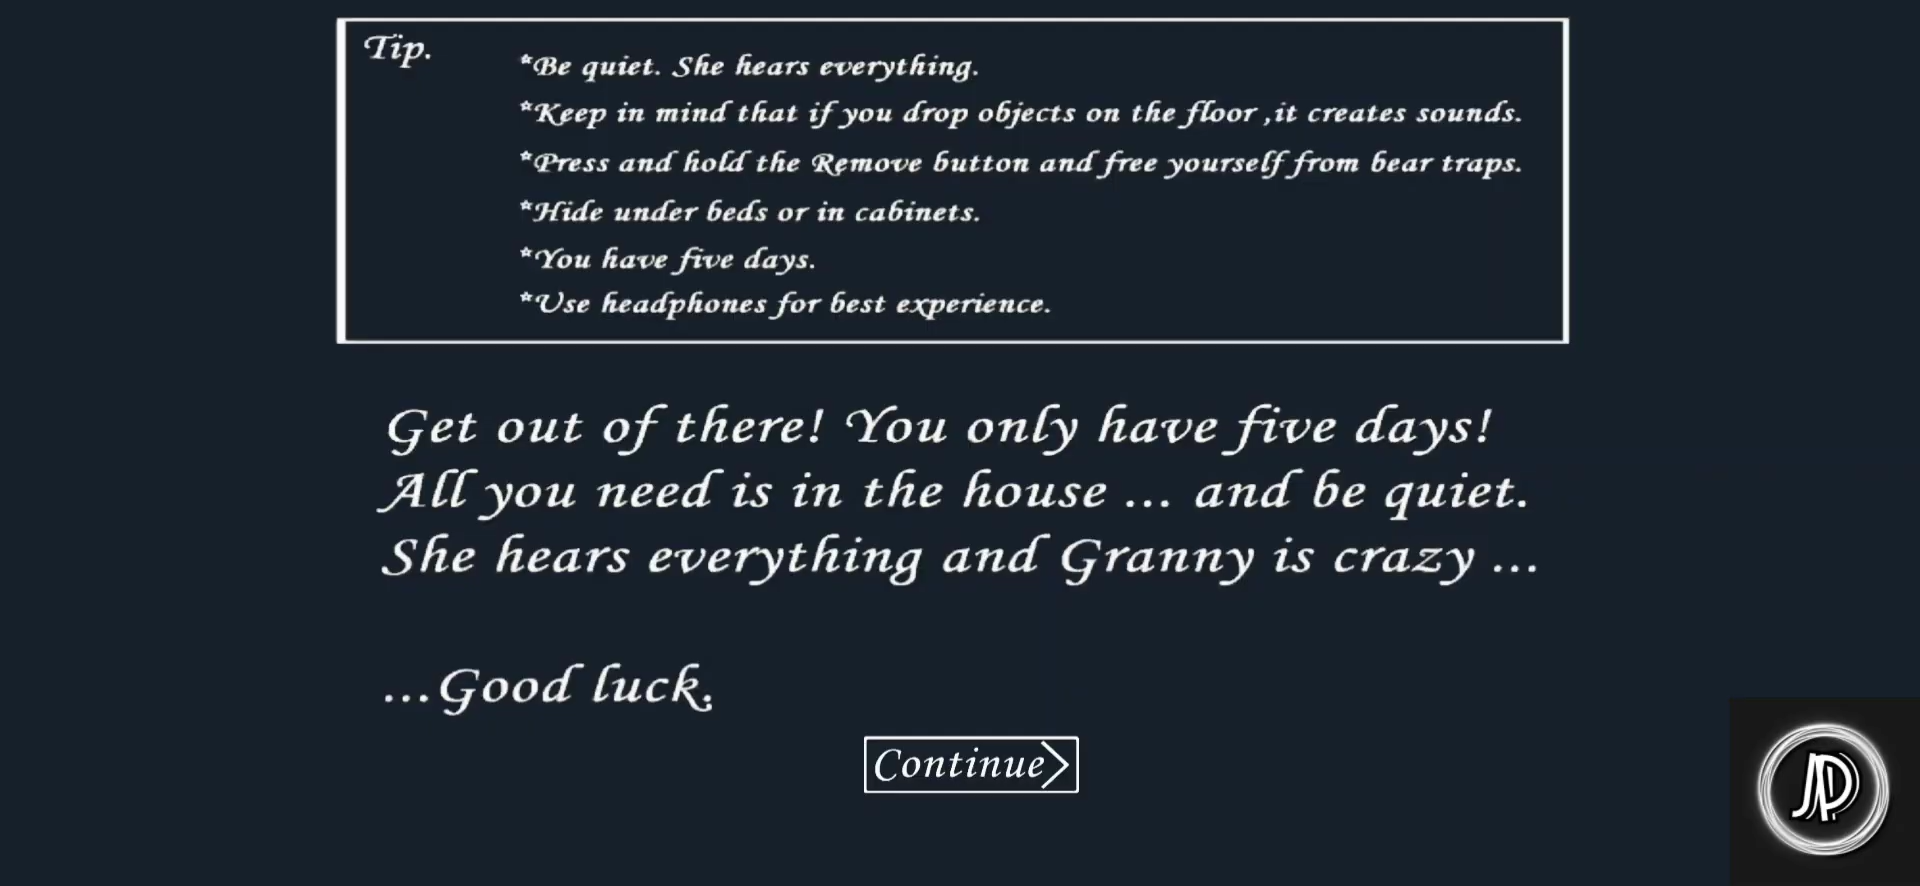 Tip.
*Be quiet. She hears everything.
*Keep in mind that if you drop objects on the floor ,it creates sounds.
*Press and hold the Remove button and free yourself from bear traps.
*Hide under beds or in cabinets.
*You have five days.
*Use headphones for best experience.
Get out of there! You only have five days!
All you need is in the house ... and be quiet.
She hears everything and Granny is crazy ...
...Good luck.
Continue